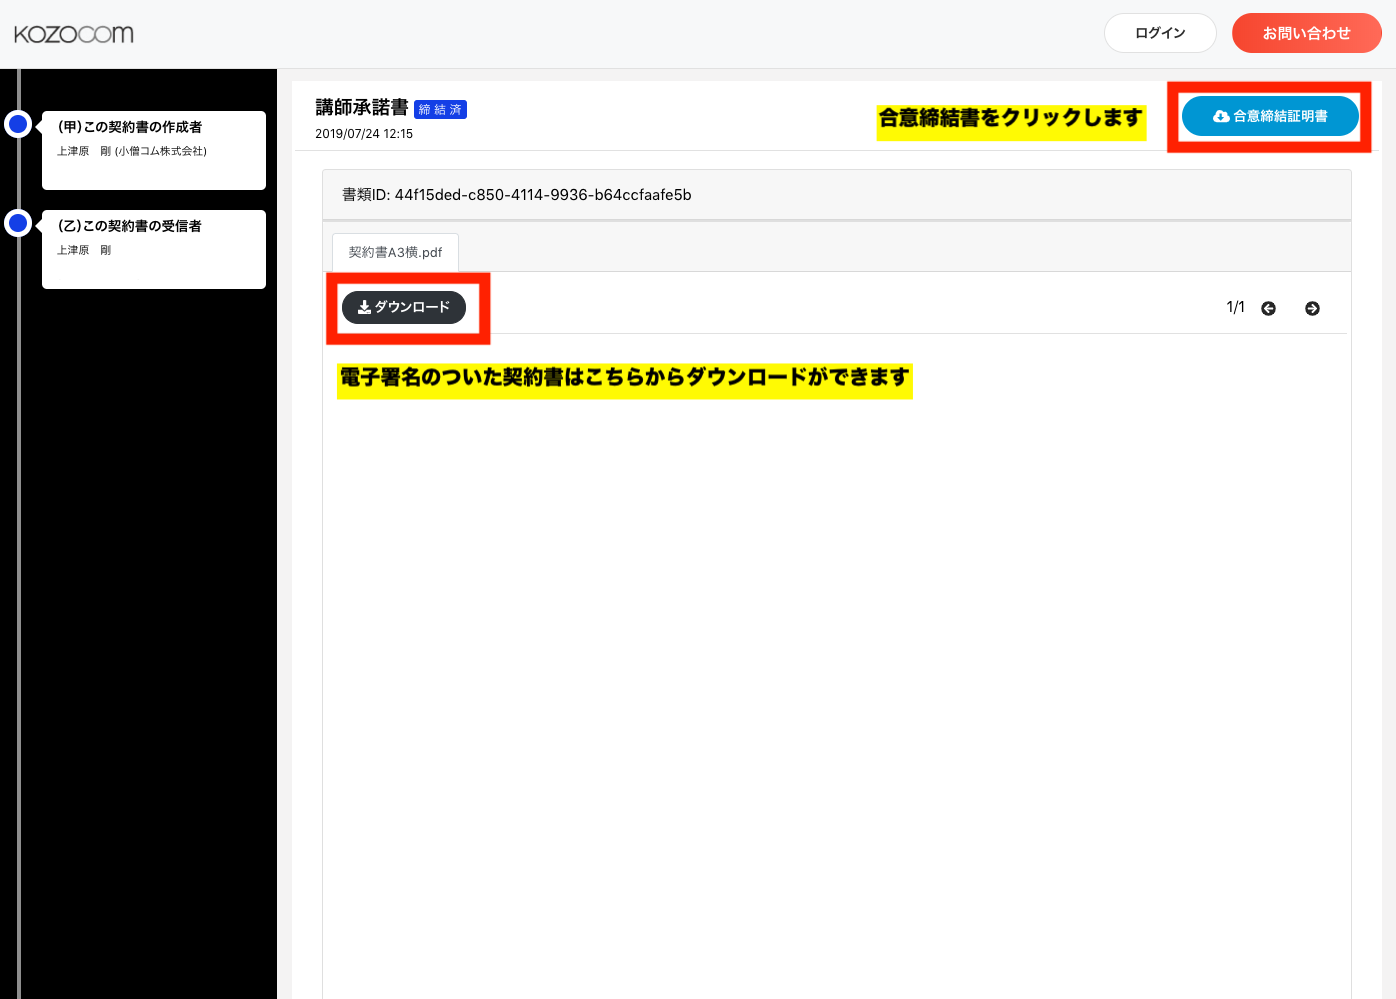 KOZOCOM
ログイン
お問い合わせ
(甲)この契約書の作成者
上津原　剛 (小僧コム株式会社)
(乙)この契約書の受信者
上津原　剛
講師承諾書 締結済
2019/07/24 12:15
合意締結書をクリックします
合意締結証明書
書類ID: 44f15ded-c850-4114-9936-b64ccfaafe5b
契約書A3横.pdf
ダウンロード
1/1
電子署名のついた契約書はこちらからダウンロードができます